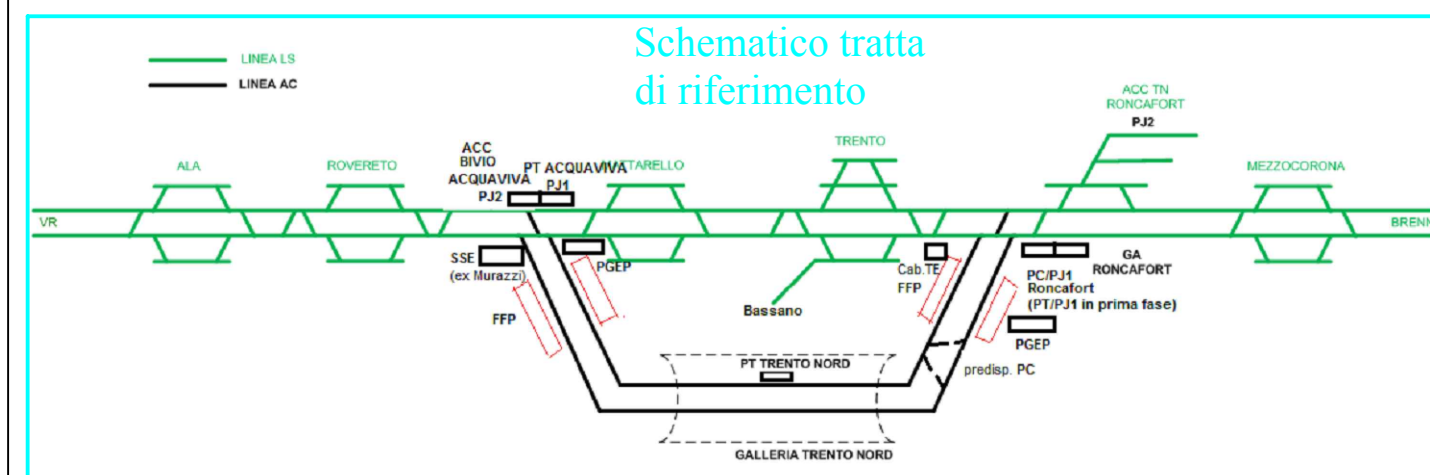 Schematico tratta
di riferimento
LINEA LS
LINEA AC
ALA
ROVERETO
ACC
BIVIO
ACQUAVIVA
PJ2
PT ACQUAVIVA
PJ1
TRENTO
ACC TN
RONCAFORT
PJ2
MEZZOCORONA
VR
BRENN
SSE
(ex Murazzi)
PGEP
FFP
Bassano
Cab.TE
FFP
PC/PJ1
Roncafort
(PT/PJ1 in prima fase)
GA
RONCAFORT
PGEP
predisp. PC
PT TRENTO NORD
GALLERIA TRENTO NORD